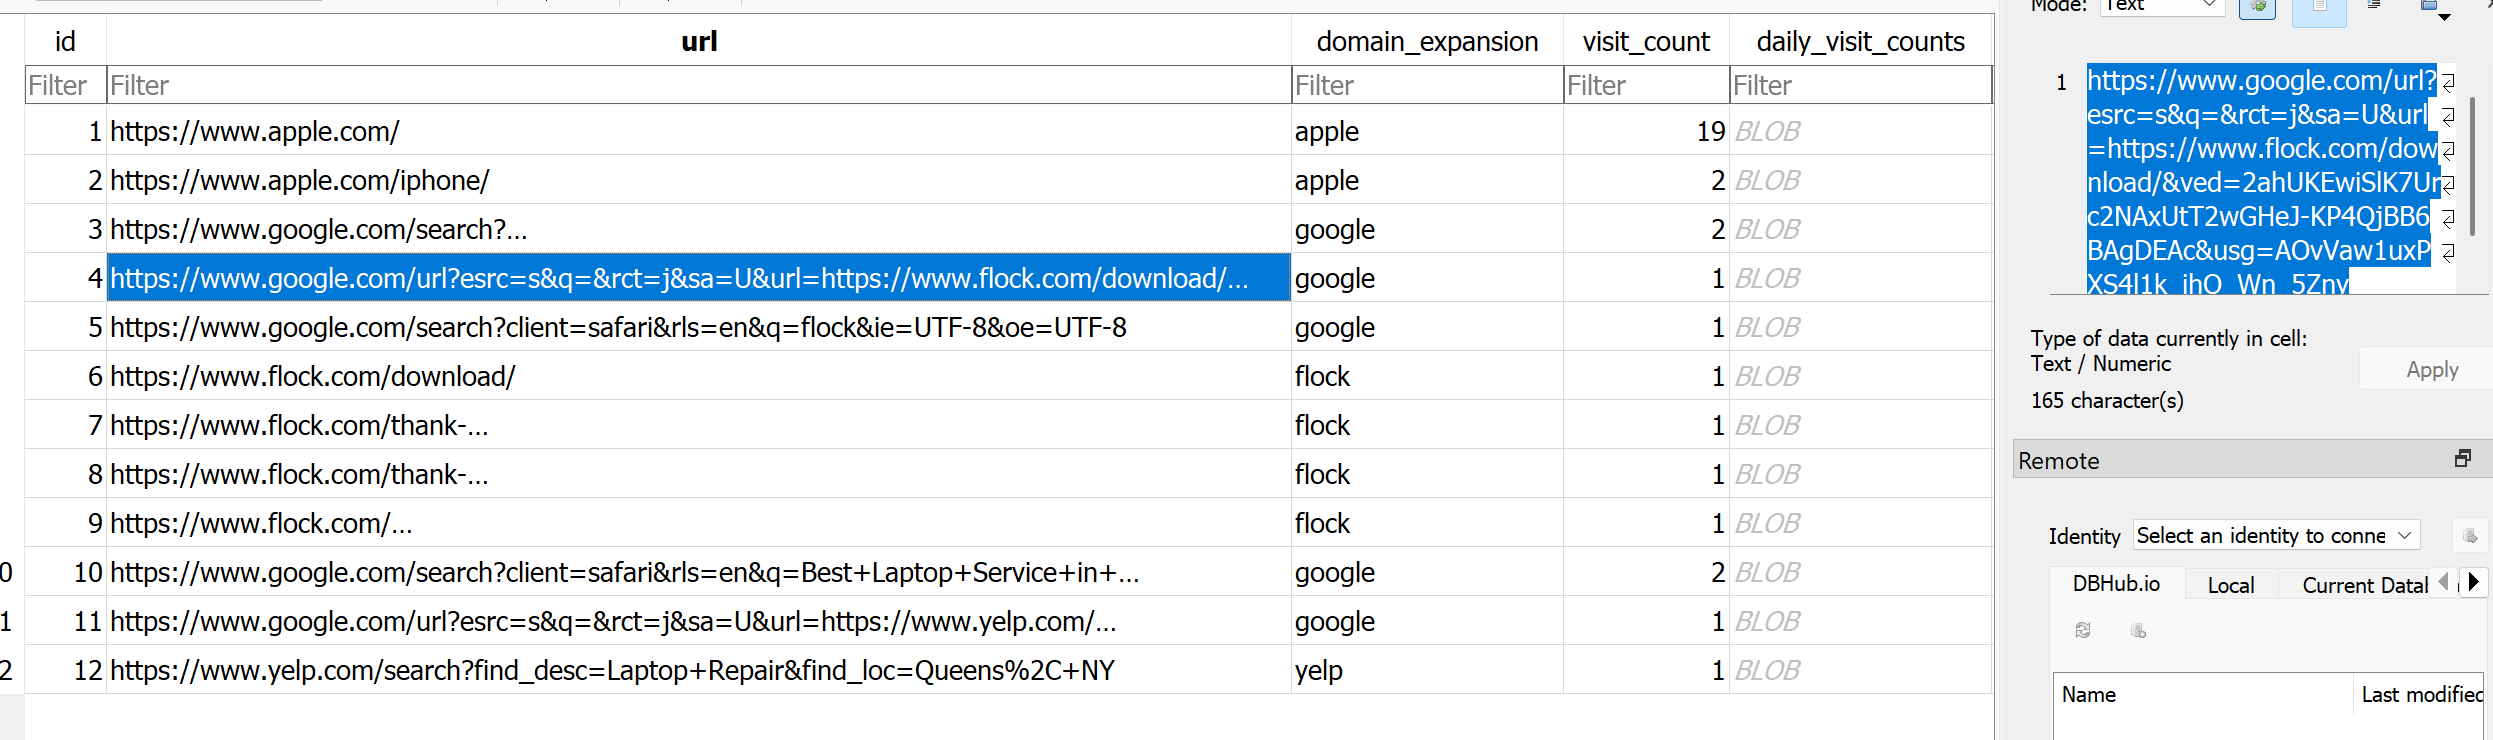 Mode: Text
id url domain_expansion visit_count daily_visit_counts
Filter Filter Filter Filter Filter
1 https://www.apple.com/ apple 19 BLOB
2 https://www.apple.com/iphone/ apple 2 BLOB
3 https://www.google.com/search?... google 2 BLOB
4 https://www.google.com/url?esrc=s&q=&rct=j&sa=U&url=https://www.flock.com/download/... google 1 BLOB
5 https://www.google.com/search?client=safari&rls=en&q=flock&ie=UTF-8&oe=UTF-8 google 1 BLOB
6 https://www.flock.com/download/ flock 1 BLOB
7 https://www.flock.com/thank-... flock 1 BLOB
8 https://www.flock.com/thank-... flock 1 BLOB
9 https://www.flock.com/... flock 1 BLOB
0 10 https://www.google.com/search?client=safari&rls=en&q=Best+Laptop+Service+in+... google 2 BLOB
1 11 https://www.google.com/url?esrc=s&q=&rct=j&sa=U&url=https://www.yelp.com/... google 1 BLOB
2 12 https://www.yelp.com/search?find_desc=Laptop+Repair&find_loc=Queens%2C+NY yelp 1 BLOB
1 https://www.google.com/url?
esrc=s&q=&rct=j&sa=U&url
=https://www.flock.com/dow
nload/&ved=2ahUKEwiSlK7Ur
c2NAxUtT2wGHeJ-KP4QjBB6
BAgDEAc&usg=AOvVaw1uxP
XS4l1k_ihO_Wn_5Znv
Type of data currently in cell:
Text / Numeric
165 character(s)
Apply
Remote
Identity Select an identity to conne
DBHub.io Local Current Datab
Name Last modified